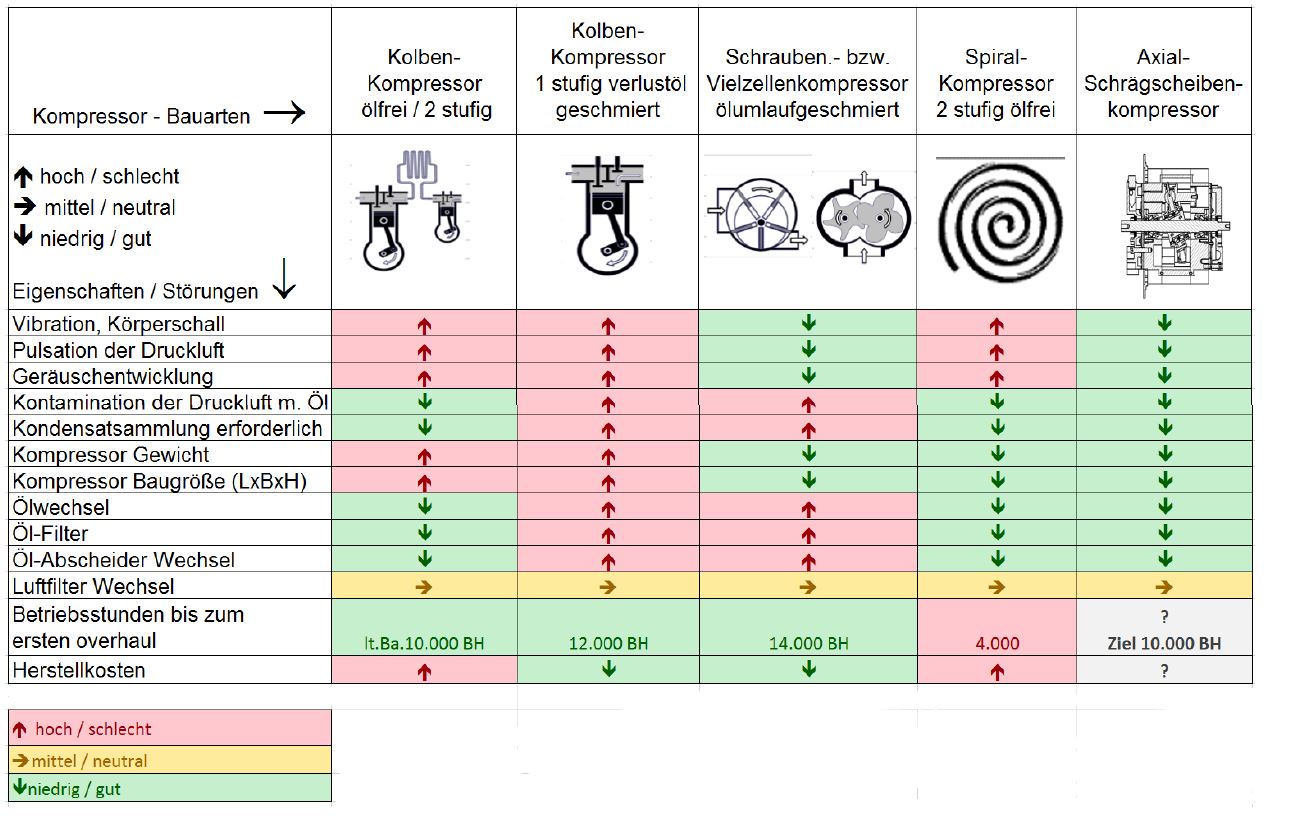 Kompressor - Bauarten →
Kolben-
Kompressor
ölfrei / 2 stufig
Kolben-
Kompressor
1 stufig verlustöl
geschmiert
Schrauben.- bzw.
Vielzellenkompressor
ölumlaufgeschmiert
Spiral-
Kompressor
2 stufig ölfrei
Axial-
Schrägscheiben-
kompressor
↑ hoch / schlecht
→ mittel / neutral
↓ niedrig / gut
Eigenschaften / Störungen ↓
Vibration, Körperschall ↑ ↑ ↓ ↑ ↓
Pulsation der Druckluft ↑ ↑ ↓ ↑ ↓
Geräuschentwicklung ↑ ↑ ↓ ↑ ↓
Kontamination der Druckluft m. Öl ↓ ↑ ↑ ↓ ↓
Kondensatsammlung erforderlich ↓ ↑ ↑ ↓ ↓
Kompressor Gewicht ↑ ↑ ↓ ↓ ↓
Kompressor Baugröße (LxBxH) ↑ ↑ ↓ ↓ ↓
Ölwechsel ↓ ↑ ↑ ↓ ↓
Öl-Filter ↓ ↑ ↑ ↓ ↓
Öl-Abscheider Wechsel ↓ ↑ ↑ ↓ ↓
Luftfilter Wechsel → → → → →
Betriebsstunden bis zum ?
ersten overhaul lt.Ba.10.000 BH 12.000 BH 14.000 BH 4.000 Ziel 10.000 BH
Herstellkosten ↑ ↓ ↓ ↑ ?
↑ hoch / schlecht
→ mittel / neutral
↓ niedrig / gut